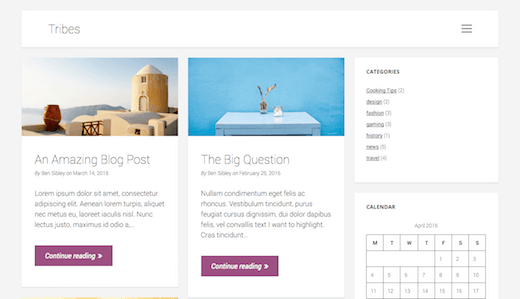 Tribes
An Amazing Blog Post
By Ben Sibley on March 14, 2016
Lorem ipsum dolor sit amet, consectetur
adipiscing elit. Aenean lorem turpis, aliquet
nec metus eu, laoreet iaculis nisl. Nunc
lectus justo, maximus id odio a,...
Continue reading »
The Big Question
By Ben Sibley on February 25, 2016
Nullam condimentum eget felis ac
rhoncus. Vestibulum tincidunt, purus
feugiat cursus dignissim, dui dolor dapibus
felis, vel convallis text I want to highlight.
Cras tincidunt...
Continue reading »
CATEGORIES
Cooking Tips (2)
design (2)
fashion (3)
gaming (3)
history (1)
news (5)
travel (4)
CALENDAR
April 2016
M T W T F S S
1 2 3
4 5 6 7 8 9 10
11 12 13 14 15 16 17